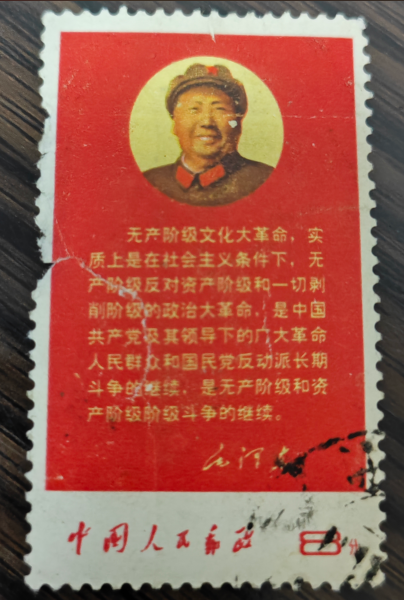 无产阶级文化大革命，实
质上是在社会主义条件下，无
产阶级反对资产阶级和一切剥
削阶级的政治大革命，是中国
共产党及其领导下的广大革命
人民群众和国民党反动派长期
斗争的继续，是无产阶级和资
产阶级阶级斗争的继续。
毛泽东
中国人民邮政 8分